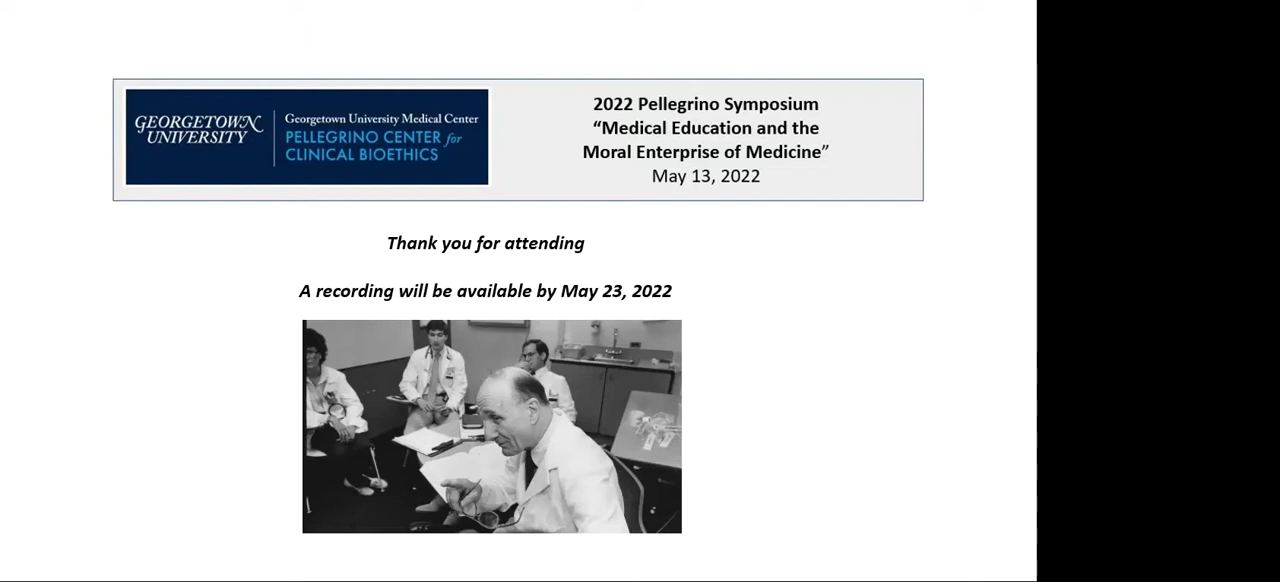 GEORGETOWN
UNIVERSITY
Georgetown University Medical Center
PELLEGRINO CENTER for
CLINICAL BIOETHICS
2022 Pellegrino Symposium
“Medical Education and the
Moral Enterprise of Medicine”
May 13, 2022
Thank you for attending
A recording will be available by May 23, 2022